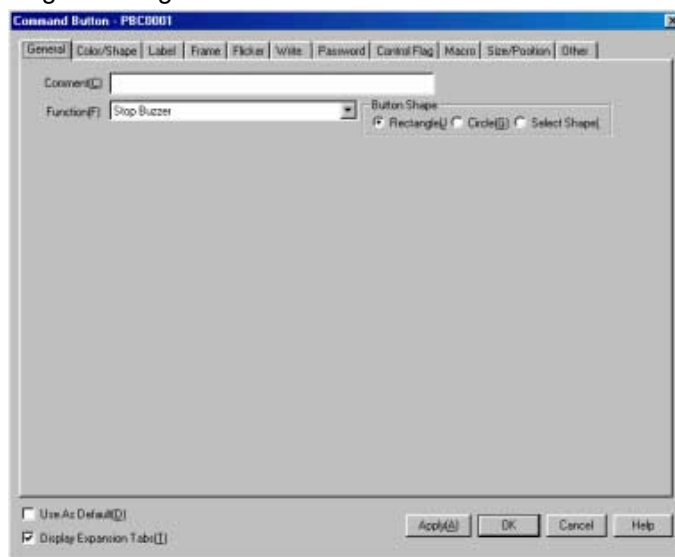 Command Button - PBC0001
General Color/Shape Label Frame Flicker Write Password Control Flag Macro Size/Position Other
Comment(C)
Function(F) Stop Buzzer
Button Shape
Rectangle( Circle(G) Select Shape(
Use As Default(D)
Apply(A) OK Cancel Help
Display Expansion Tabs(T)